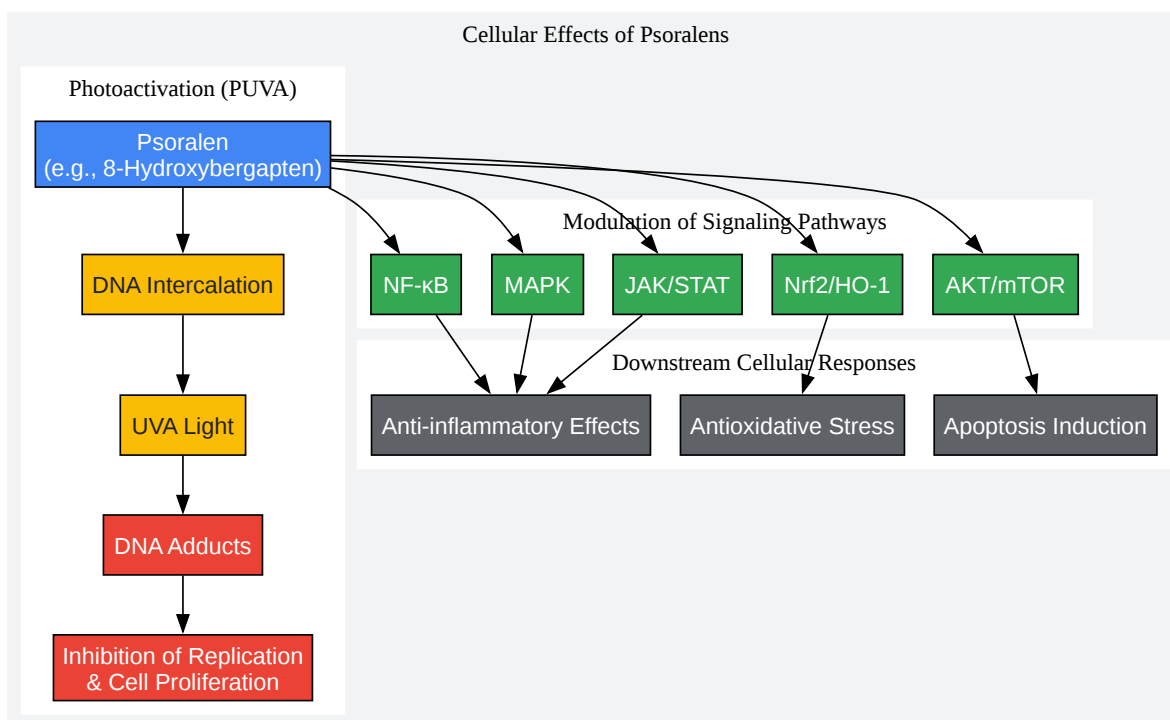 Cellular Effects of Psoralens
Photoactivation (PUVA)
Psoralen
(e.g., 8-Hydroxybergapten)
Modulation of Signaling Pathways
DNA Intercalation
NF-κB
MAPK
JAK/STAT
Nrf2/HO-1
AKT/mTOR
Downstream Cellular Responses
UVA Light
Anti-inflammatory Effects
Antioxidative Stress
Apoptosis Induction
DNA Adducts
Inhibition of Replication
& Cell Proliferation